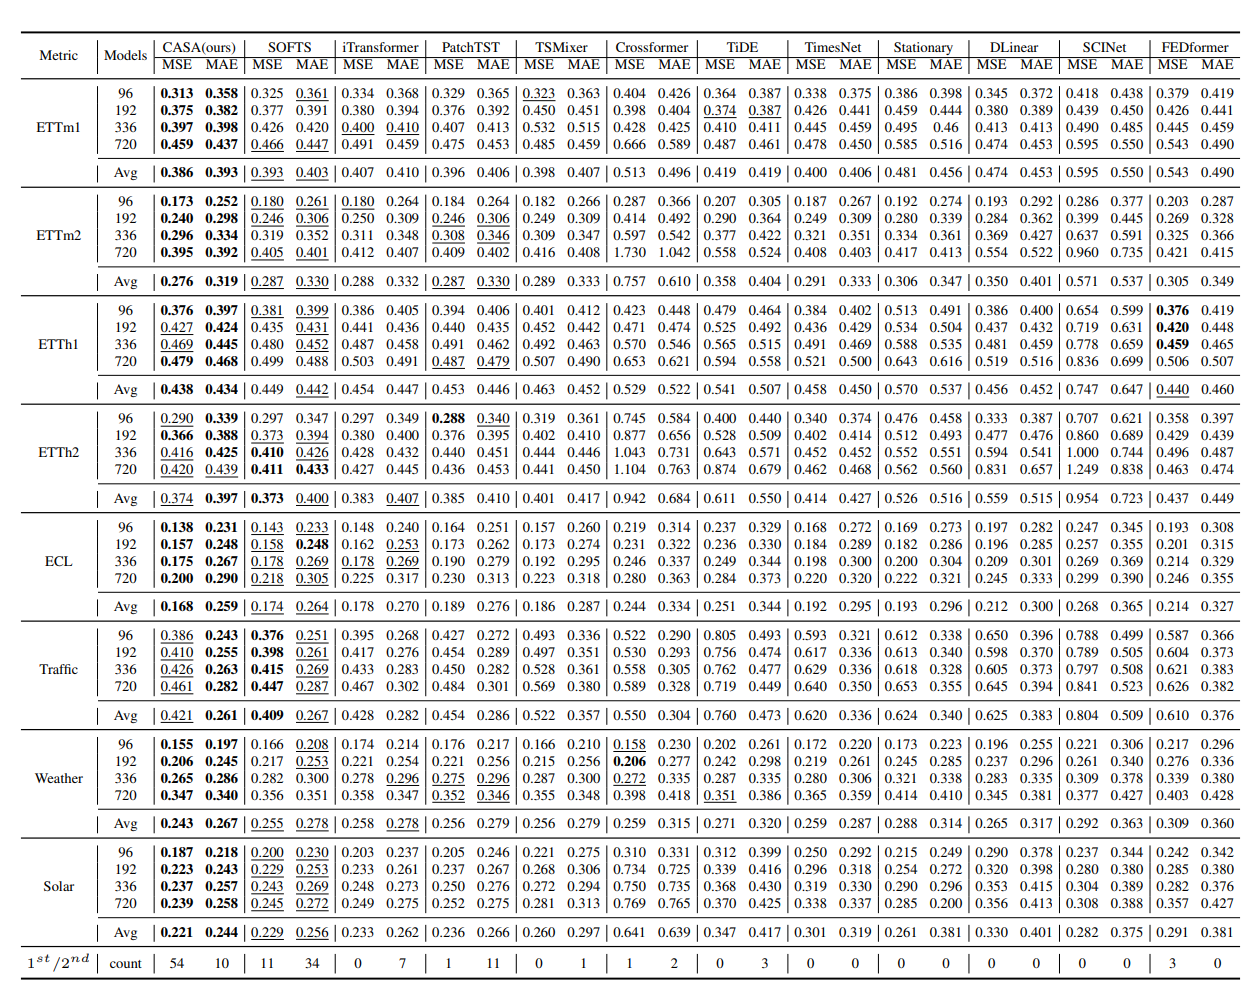 Metric Models CASA(ours) SOFTS iTransformer PatchTST TSMixer Crossformer TiDE TimesNet Stationary DLinear SCINet FEDformer
MSE MAE MSE MAE MSE MAE MSE MAE MSE MAE MSE MAE MSE MAE MSE MAE MSE MAE MSE MAE MSE MAE MSE MAE
ETTm1
96 0.313 0.358 0.325 0.361 0.334 0.368 0.329 0.365 0.323 0.363 0.404 0.426 0.364 0.387 0.338 0.375 0.386 0.398 0.345 0.372 0.418 0.438 0.379 0.419
192 0.375 0.382 0.377 0.391 0.380 0.394 0.376 0.392 0.450 0.451 0.398 0.404 0.374 0.387 0.426 0.441 0.459 0.444 0.380 0.389 0.439 0.450 0.426 0.441
336 0.397 0.398 0.426 0.420 0.400 0.410 0.407 0.413 0.532 0.515 0.428 0.425 0.410 0.411 0.445 0.459 0.495 0.46 0.413 0.413 0.490 0.485 0.445 0.459
720 0.459 0.437 0.466 0.447 0.491 0.459 0.475 0.453 0.485 0.459 0.666 0.589 0.487 0.461 0.478 0.450 0.585 0.516 0.474 0.453 0.595 0.550 0.543 0.490
Avg 0.386 0.393 0.393 0.403 0.407 0.410 0.396 0.406 0.398 0.407 0.513 0.496 0.419 0.419 0.400 0.406 0.481 0.456 0.474 0.453 0.595 0.550 0.543 0.490
ETTm2
96 0.173 0.252 0.180 0.261 0.180 0.264 0.184 0.264 0.182 0.266 0.287 0.366 0.207 0.305 0.187 0.267 0.192 0.274 0.193 0.292 0.286 0.377 0.203 0.287
192 0.240 0.298 0.246 0.306 0.250 0.309 0.246 0.306 0.249 0.309 0.414 0.492 0.290 0.364 0.249 0.309 0.280 0.339 0.284 0.362 0.399 0.445 0.269 0.328
336 0.296 0.334 0.319 0.352 0.311 0.348 0.308 0.346 0.309 0.347 0.597 0.542 0.377 0.422 0.321 0.351 0.334 0.361 0.369 0.427 0.637 0.591 0.325 0.366
720 0.395 0.392 0.405 0.401 0.412 0.407 0.409 0.402 0.416 0.408 1.730 1.042 0.558 0.524 0.408 0.403 0.417 0.413 0.554 0.522 0.960 0.735 0.421 0.415
Avg 0.276 0.319 0.287 0.330 0.288 0.332 0.287 0.330 0.289 0.333 0.757 0.610 0.358 0.404 0.291 0.333 0.306 0.347 0.350 0.401 0.571 0.537 0.305 0.349
ETTh1
96 0.376 0.397 0.381 0.399 0.386 0.405 0.394 0.406 0.401 0.412 0.423 0.448 0.479 0.464 0.384 0.402 0.513 0.491 0.386 0.400 0.654 0.599 0.376 0.419
192 0.427 0.424 0.435 0.431 0.441 0.436 0.440 0.435 0.452 0.442 0.471 0.474 0.525 0.492 0.436 0.429 0.534 0.504 0.437 0.432 0.719 0.631 0.420 0.448
336 0.469 0.445 0.480 0.452 0.487 0.458 0.491 0.462 0.492 0.463 0.570 0.546 0.565 0.515 0.491 0.469 0.588 0.535 0.481 0.459 0.778 0.659 0.459 0.465
720 0.479 0.468 0.499 0.488 0.503 0.491 0.487 0.479 0.507 0.490 0.653 0.621 0.594 0.558 0.521 0.500 0.643 0.616 0.519 0.516 0.836 0.699 0.506 0.507
Avg 0.438 0.434 0.449 0.442 0.454 0.447 0.453 0.446 0.463 0.452 0.529 0.522 0.541 0.507 0.458 0.450 0.570 0.537 0.456 0.452 0.747 0.647 0.440 0.460
ETTh2
96 0.290 0.339 0.297 0.347 0.297 0.349 0.288 0.340 0.319 0.361 0.745 0.584 0.400 0.440 0.340 0.374 0.476 0.458 0.333 0.387 0.707 0.621 0.358 0.397
192 0.366 0.388 0.373 0.394 0.380 0.400 0.376 0.395 0.402 0.410 0.877 0.656 0.528 0.509 0.402 0.414 0.512 0.493 0.477 0.476 0.860 0.689 0.429 0.439
336 0.416 0.425 0.410 0.426 0.428 0.432 0.440 0.451 0.444 0.446 1.043 0.731 0.643 0.571 0.452 0.452 0.552 0.551 0.594 0.541 1.000 0.744 0.496 0.487
720 0.420 0.439 0.411 0.433 0.427 0.445 0.436 0.453 0.441 0.450 1.104 0.763 0.874 0.679 0.462 0.468 0.562 0.560 0.831 0.657 1.249 0.838 0.463 0.474
Avg 0.374 0.397 0.373 0.400 0.383 0.407 0.385 0.410 0.401 0.417 0.942 0.684 0.611 0.550 0.414 0.427 0.526 0.516 0.559 0.515 0.954 0.723 0.437 0.449
ECL
96 0.138 0.231 0.143 0.233 0.148 0.240 0.164 0.251 0.157 0.260 0.219 0.314 0.237 0.329 0.168 0.272 0.169 0.273 0.197 0.282 0.247 0.345 0.193 0.308
192 0.157 0.248 0.158 0.248 0.162 0.253 0.173 0.262 0.173 0.274 0.231 0.322 0.236 0.330 0.184 0.289 0.182 0.286 0.196 0.285 0.257 0.355 0.201 0.315
336 0.175 0.267 0.178 0.269 0.178 0.269 0.190 0.279 0.192 0.295 0.246 0.337 0.249 0.344 0.198 0.300 0.200 0.304 0.209 0.301 0.269 0.369 0.214 0.329
720 0.200 0.290 0.218 0.305 0.225 0.317 0.230 0.313 0.223 0.318 0.280 0.363 0.284 0.373 0.220 0.320 0.222 0.321 0.245 0.333 0.299 0.390 0.246 0.355
Avg 0.168 0.259 0.174 0.264 0.178 0.270 0.189 0.276 0.186 0.287 0.244 0.334 0.251 0.344 0.192 0.295 0.193 0.296 0.212 0.300 0.268 0.365 0.214 0.327
Traffic
96 0.386 0.243 0.376 0.251 0.395 0.268 0.427 0.272 0.493 0.336 0.522 0.290 0.805 0.493 0.593 0.321 0.612 0.338 0.650 0.396 0.788 0.499 0.587 0.366
192 0.410 0.255 0.398 0.261 0.417 0.276 0.454 0.289 0.497 0.351 0.530 0.293 0.756 0.474 0.617 0.336 0.613 0.340 0.598 0.370 0.789 0.505 0.604 0.373
336 0.426 0.263 0.415 0.269 0.433 0.283 0.450 0.282 0.528 0.361 0.558 0.305 0.762 0.477 0.629 0.336 0.618 0.328 0.605 0.373 0.797 0.508 0.621 0.383
720 0.461 0.282 0.447 0.287 0.467 0.302 0.484 0.301 0.569 0.380 0.589 0.328 0.719 0.449 0.640 0.350 0.653 0.355 0.645 0.394 0.841 0.523 0.626 0.382
Avg 0.421 0.261 0.409 0.267 0.428 0.282 0.454 0.286 0.522 0.357 0.550 0.304 0.760 0.473 0.620 0.336 0.624 0.340 0.625 0.383 0.804 0.509 0.610 0.376
Weather
96 0.155 0.197 0.166 0.208 0.174 0.214 0.176 0.217 0.166 0.210 0.158 0.230 0.202 0.261 0.172 0.220 0.173 0.223 0.196 0.255 0.221 0.306 0.217 0.296
192 0.206 0.245 0.217 0.253 0.221 0.254 0.221 0.256 0.215 0.256 0.206 0.277 0.242 0.298 0.219 0.261 0.245 0.285 0.237 0.296 0.261 0.340 0.276 0.336
336 0.265 0.286 0.282 0.300 0.278 0.296 0.275 0.296 0.287 0.300 0.272 0.335 0.287 0.335 0.280 0.306 0.321 0.338 0.283 0.335 0.309 0.378 0.339 0.380
720 0.347 0.340 0.356 0.351 0.358 0.347 0.352 0.346 0.355 0.348 0.398 0.418 0.351 0.386 0.365 0.359 0.414 0.410 0.345 0.381 0.377 0.427 0.403 0.428
Avg 0.243 0.267 0.255 0.278 0.258 0.278 0.256 0.279 0.256 0.279 0.259 0.315 0.271 0.320 0.259 0.287 0.288 0.314 0.265 0.317 0.292 0.363 0.309 0.360
Solar
96 0.187 0.218 0.200 0.230 0.203 0.237 0.205 0.246 0.221 0.275 0.310 0.331 0.312 0.399 0.250 0.292 0.215 0.249 0.290 0.378 0.237 0.344 0.242 0.342
192 0.223 0.243 0.229 0.253 0.233 0.261 0.237 0.267 0.268 0.306 0.734 0.725 0.339 0.416 0.296 0.318 0.254 0.272 0.320 0.398 0.280 0.380 0.285 0.380
336 0.237 0.257 0.243 0.269 0.248 0.273 0.250 0.276 0.272 0.294 0.750 0.735 0.368 0.430 0.319 0.330 0.290 0.296 0.353 0.415 0.304 0.389 0.282 0.376
720 0.239 0.258 0.245 0.272 0.249 0.275 0.252 0.275 0.281 0.313 0.769 0.765 0.370 0.425 0.338 0.337 0.285 0.200 0.356 0.413 0.308 0.388 0.357 0.427
Avg 0.221 0.244 0.229 0.256 0.233 0.262 0.236 0.266 0.260 0.297 0.641 0.639 0.347 0.417 0.301 0.319 0.261 0.381 0.330 0.401 0.282 0.375 0.291 0.381
1st/2nd count 54 10 11 34 0 7 1 11 0 1 1 2 0 3 0 0 0 0 0 0 0 0 3 0